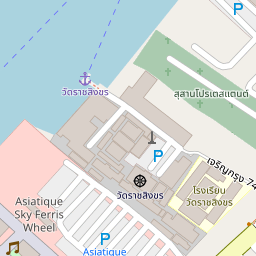 P
วัดราชสิงขร
สุสานโปรเตสแตนต์
P
เจริญกรุง 74
วัดราชสิงขร
โรงเรียน
วัดราชสิงขร
Asiatique
Sky Ferris
Wheel
P
Asiatique
P